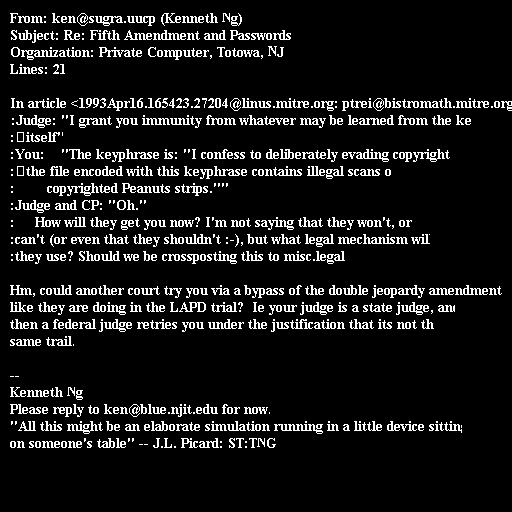 From: ken@sugra.uucp (Kenneth Ng)
Subject: Re: Fifth Amendment and Passwords
Organization: Private Computer, Totowa, NJ
Lines: 21

In article <1993Apr16.165423.27204@linus.mitre.org: ptrei@bistromath.mitre.org
:Judge: "I grant you immunity from whatever may be learned from the ke
: itself"
:You: "The keyphrase is: "I confess to deliberately evading copyright
: the file encoded with this keyphrase contains illegal scans o
: copyrighted Peanuts strips.""
:Judge and CP: "Oh."
: How will they get you now? I'm not saying that they won't, or
:can't (or even that they shouldn't :-), but what legal mechanism wil
:they use? Should we be crossposting this to misc.legal

Hm, could another court try you via a bypass of the double jeopardy amendment
like they are doing in the LAPD trial? Ie your judge is a state judge, and
then a federal judge retries you under the justification that its not th
same trail.

--
Kenneth Ng
Please reply to ken@blue.njit.edu for now.
"All this might be an elaborate simulation running in a little device sitting
on someone's table" -- J.L. Picard: ST:TNG